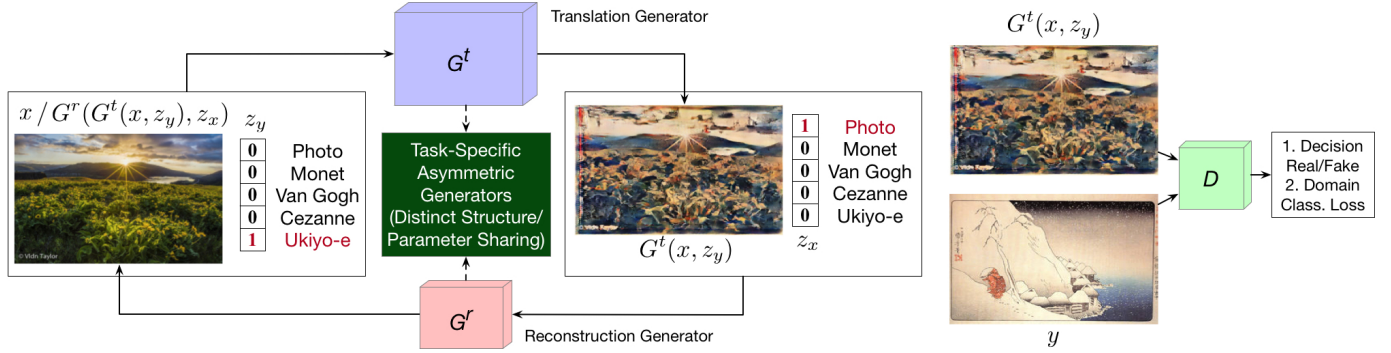 Translation Generator
G^t
x / G^r(G^t(x, z_y), z_x)
z_y
0 Photo
0 Monet
0 Van Gogh
0 Cezanne
1 Ukiyo-e
© Vidn Taylor
Task-Specific
Asymmetric
Generators
(Distinct Structure/
Parameter Sharing)
1 Photo
0 Monet
0 Van Gogh
0 Cezanne
0 Ukiyo-e
z_x
G^t(x, z_y)
G^r
Reconstruction Generator
G^t(x, z_y)
y
D
1. Decision
Real/Fake
2. Domain
Class. Loss